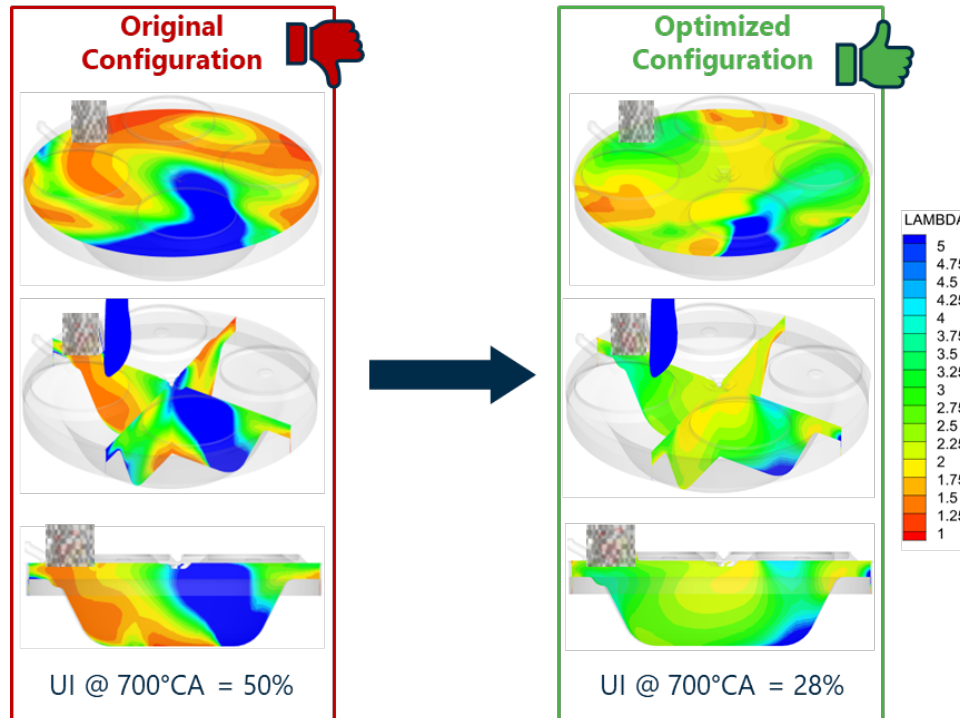 Original
Configuration
Optimized
Configuration
LAMBDA
5
4.75
4.5
4.25
4
3.75
3.5
3.25
3
2.75
2.5
2.25
2
1.75
1.5
1.25
1
UI @ 700°CA = 50%
UI @ 700°CA = 28%